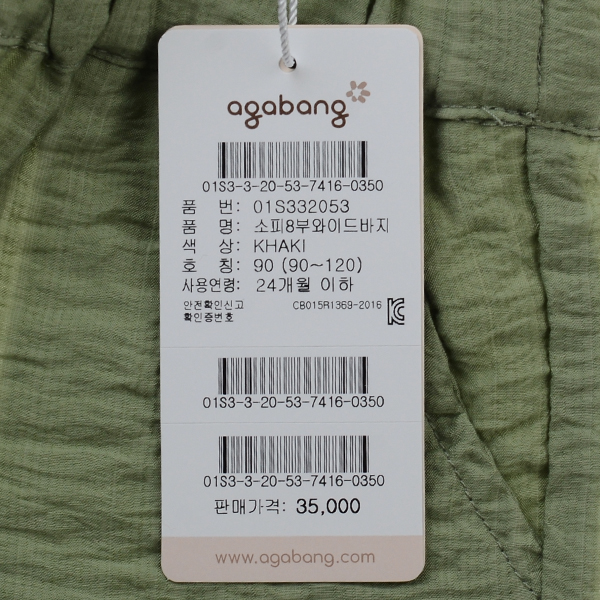 agabang
01S3-3-20-53-7416-0350
품 번: 01S332053
품 명: 소피8부와이드바지
색 상: KHAKI
호 칭: 90 (90~120)
사용연령: 24개월 이하
안전확인신고
확인증번호 CB015R1369-2016
01S3-3-20-53-7416-0350
01S3-3-20-53-7416-0350
판매가격: 35,000
www.agabang.com